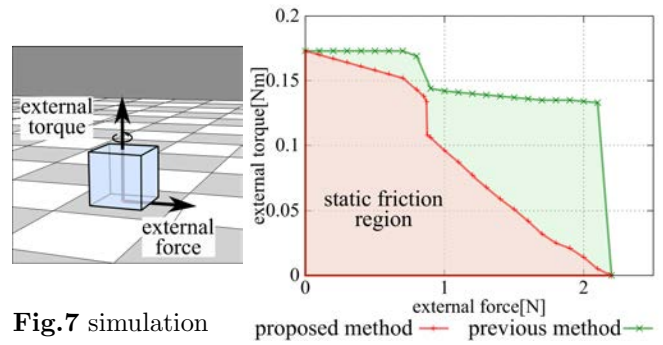 external
torque
external
force
Fig.7 simulation
0.2
0.15
0.1
0.05
0
external torque[Nm]
static friction
region
0 1 2
external force[N]
proposed method previous method